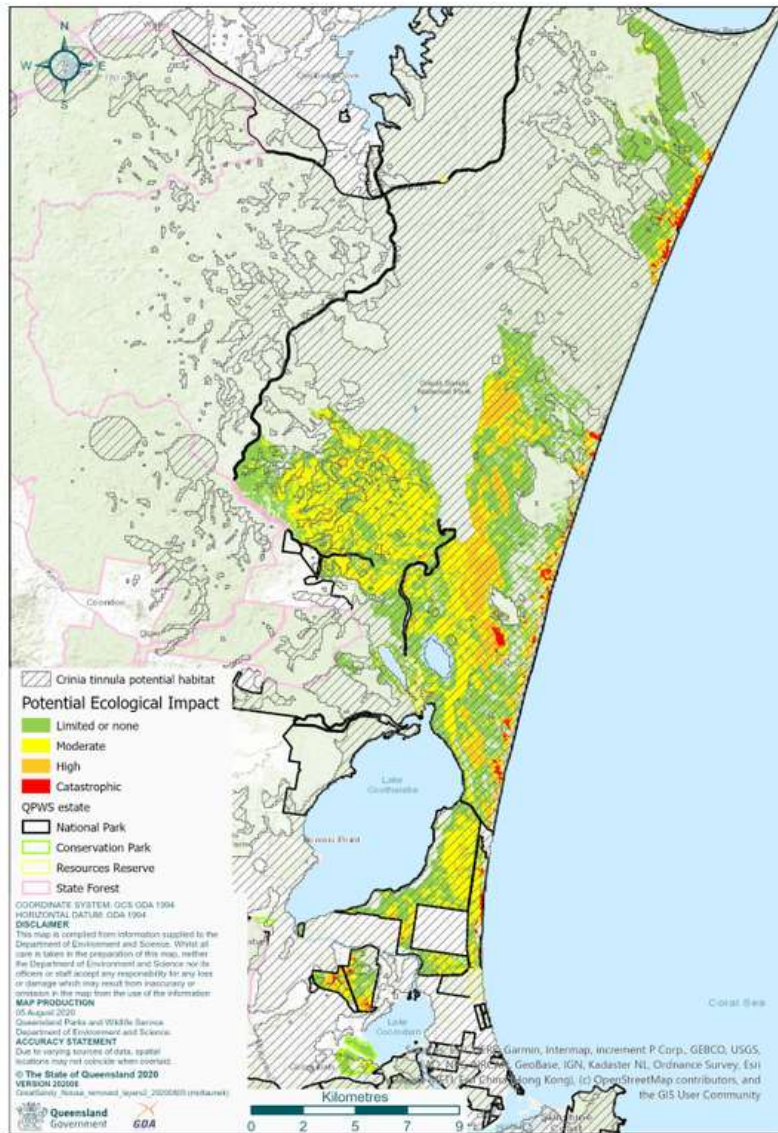 N
W
E
S
Great Sandy
National Park
Coondoo
Lake
Cootharaba
Lake
Cooroibah
Coral Sea
Crinia tinnula potential habitat
Potential Ecological Impact
Limited or none
Moderate
High
Catastrophic
QPWS estate
National Park
Conservation Park
Resources Reserve
State Forest
COORDINATE SYSTEM: GCS GDA 1994
HORIZONTAL DATUM: GDA 1994
DISCLAIMER
This map is compiled from information supplied to the
Department of Environment and Science. Whilst all
care is taken in the preparation of this map, neither
the Department of Environment and Science nor its
officers or staff accept any responsibility for any loss
or damage which may result from inaccuracy or
omission in the map from the use of the information
MAP PRODUCTION
05 August 2020
Queensland Parks and Wildlife Service
Department of Environment and Science
ACCURACY STATEMENT
Due to varying sources of data, spatial
locations may not coincide when overlaid.
© The State of Queensland 2020
VERSION 202008
Queensland
Government
GDA
Kilometres
0 2 4 6 9
Garmin, Intermap, increment P Corp., GEBCO, USGS,
GeoBase, IGN, Kadaster NL, Ordnance Survey, Esri
(Hong Kong), (c) OpenStreetMap contributors, and
the GIS User Community